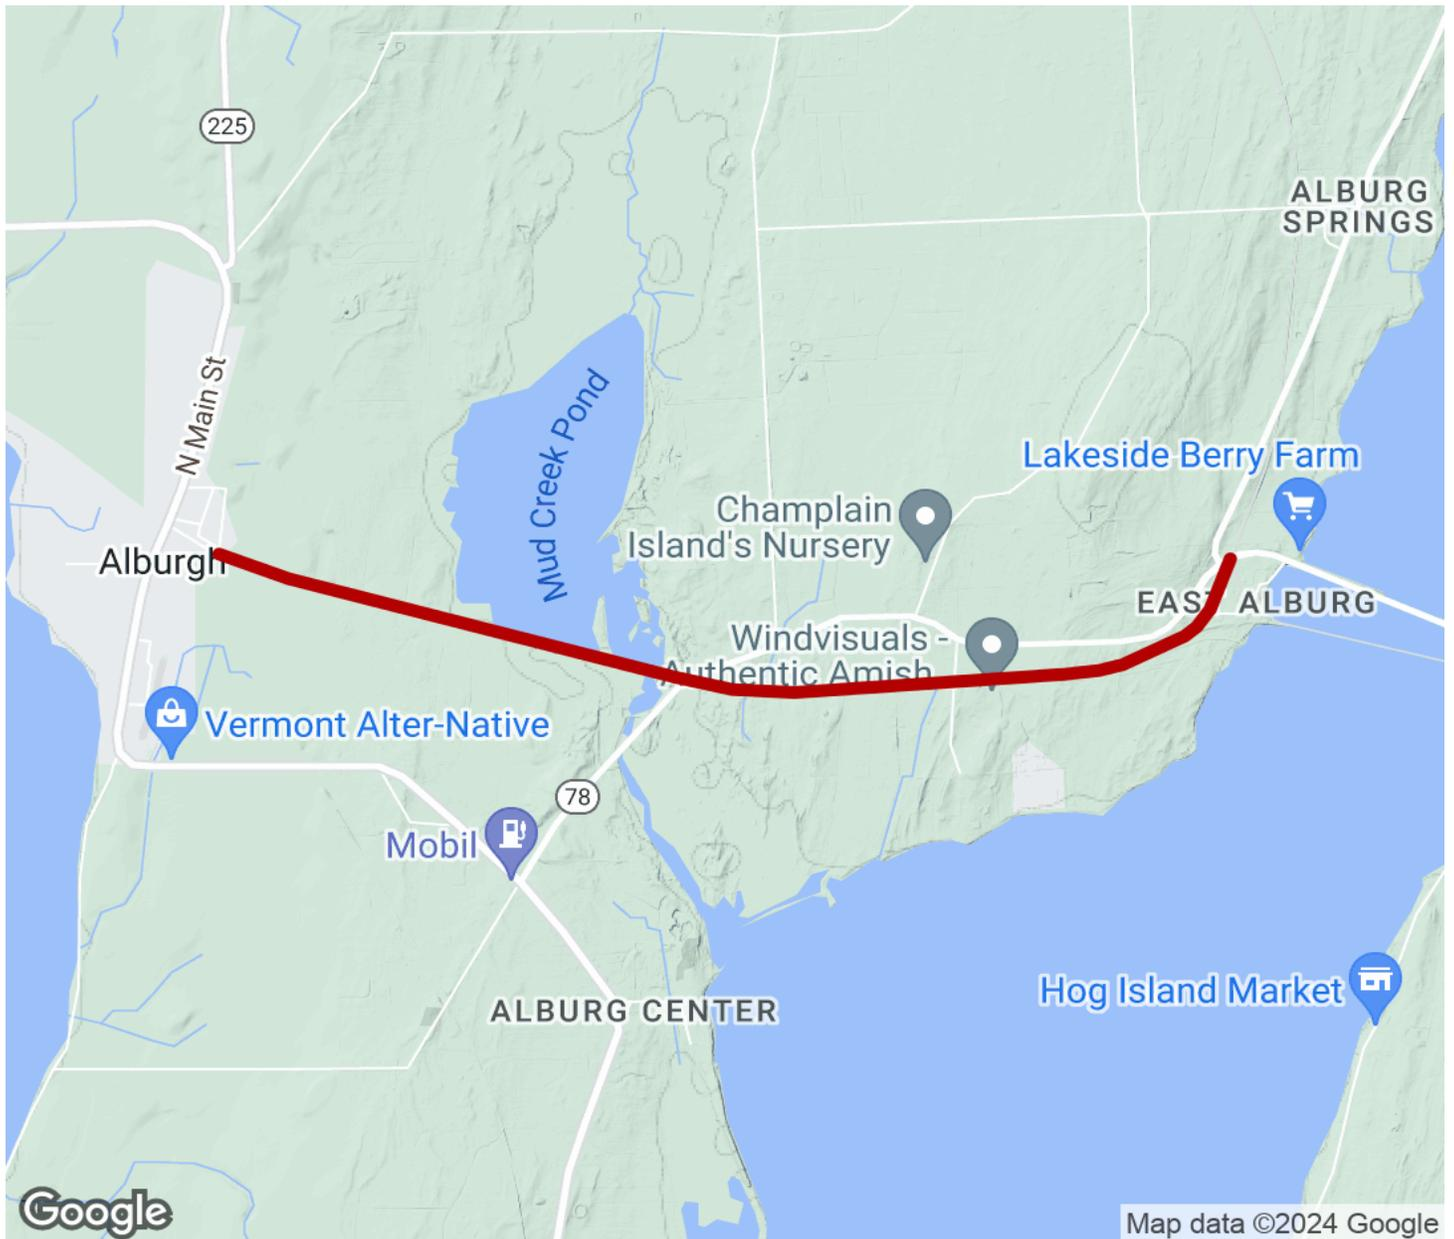 225
ALBURG
SPRINGS
N Main St
Mud Creek Pond
Lakeside Berry Farm
Champlain
Island's Nursery
Alburgh
EAST ALBURG
Windvisuals -
Authentic Amish
Vermont Alter-Native
78
Mobil
Hog Island Market
ALBURG CENTER
Google
Map data ©2024 Google